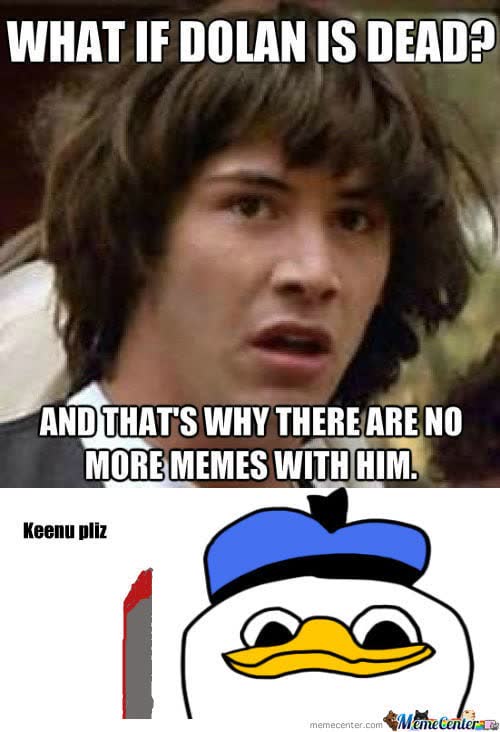 WHAT IF DOLAN IS DEAD?
AND THAT'S WHY THERE ARE NO
MORE MEMES WITH HIM.
Keenu pliz
memecenter.com MemeCenter